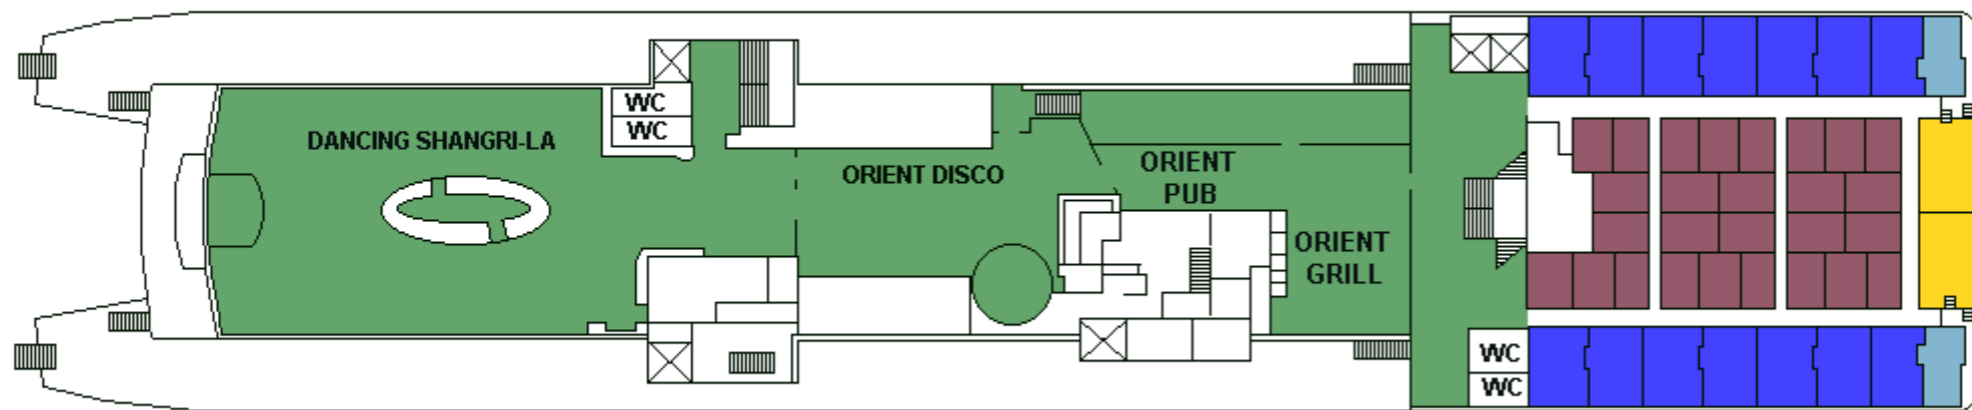 WC
WC
DANCING SHANGRI-LA
ORIENT DISCO
ORIENT
PUB
ORIENT
GRILL
WC
WC